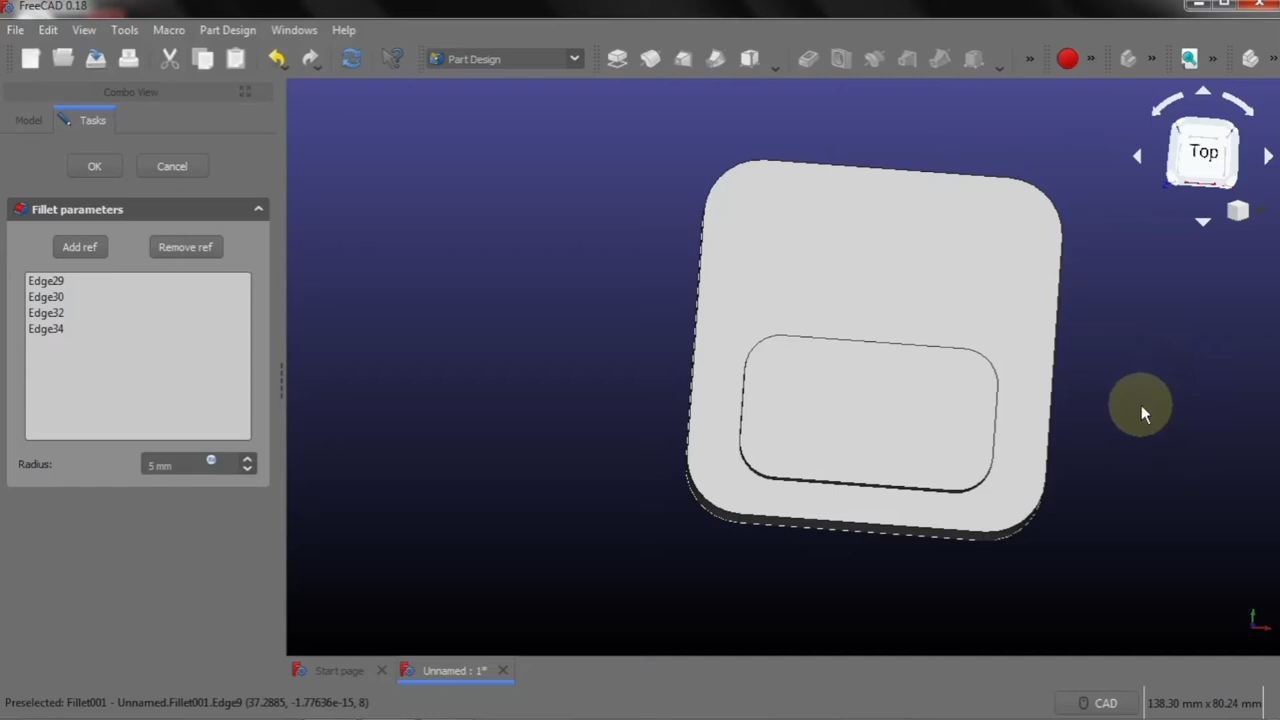 FreeCAD 0.18
File Edit View Tools Macro Part Design Windows Help
Part Design
Combo View
Model Tasks
OK Cancel
Fillet parameters
Add ref Remove ref
Edge29
Edge30
Edge32
Edge34
Radius: 5 mm
Top
Start page Unnamed : 1*
Preselected: Fillet001 - Unnamed.Fillet001.Edge9 (37.2885, -1.77636e-15, 8) CAD 138.30 mm x 80.24 mm